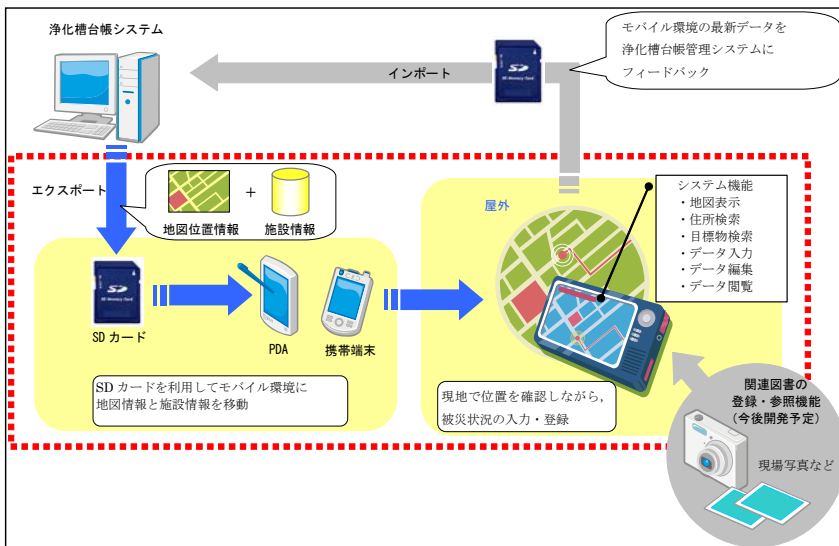 浄化槽台帳システム
インポート
モバイル環境の最新データを
浄化槽台帳管理システムに
フィードバック
エクスポート
地図位置情報
+
施設情報
屋外
システム機能
・地図表示
・住所検索
・目標物検索
・データ入力
・データ編集
・データ閲覧
SD カード
PDA
携帯端末
SD カードを利用してモバイル環境に
地図情報と施設情報を移動
現地で位置を確認しながら,
被災状況の入力・登録
関連図書の
登録・参照機能
(今後開発予定)
現場写真など
SD
SD Memory Card
SD
SD Memory Card